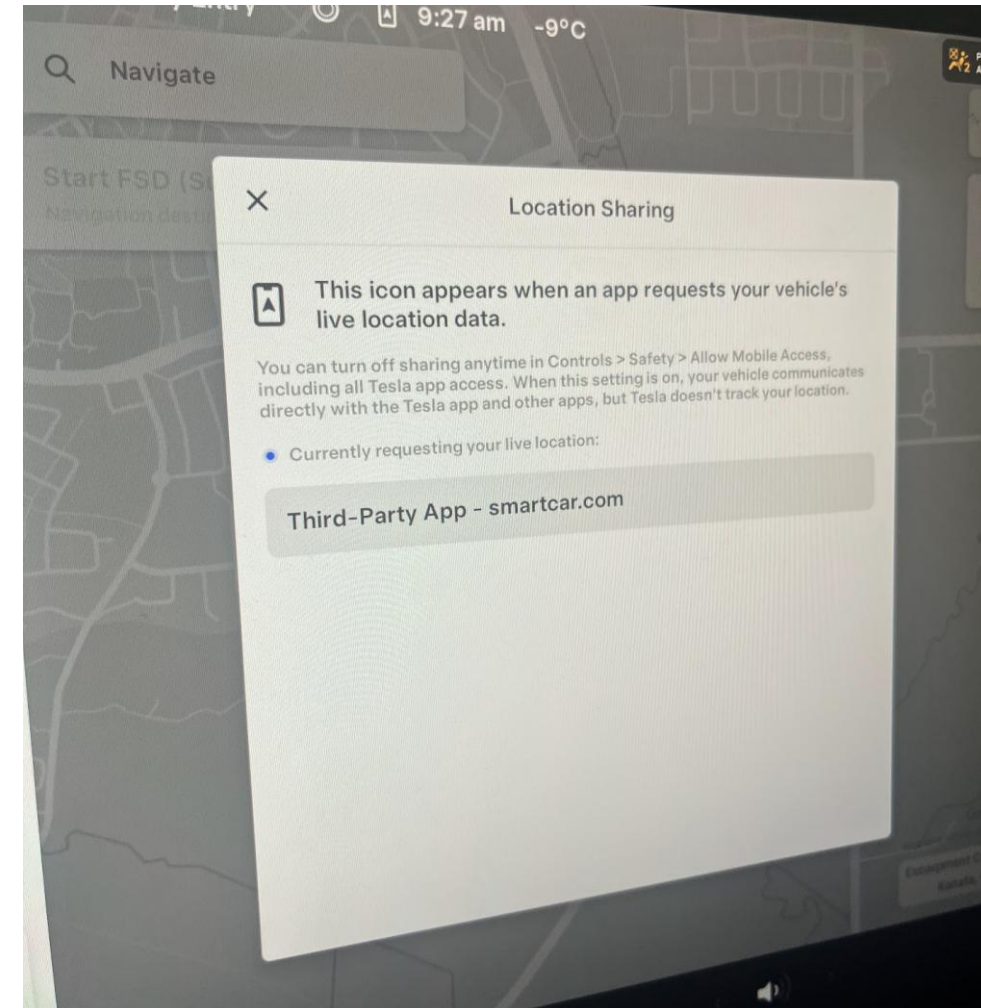 9:27 am -9°C
Navigate
Start FSD
Location Sharing
This icon appears when an app requests your vehicle's
live location data.
You can turn off sharing anytime in Controls > Safety > Allow Mobile Access,
including all Tesla app access. When this setting is on, your vehicle communicates
directly with the Tesla app and other apps, but Tesla doesn't track your location.
Currently requesting your live location:
Third-Party App - smartcar.com